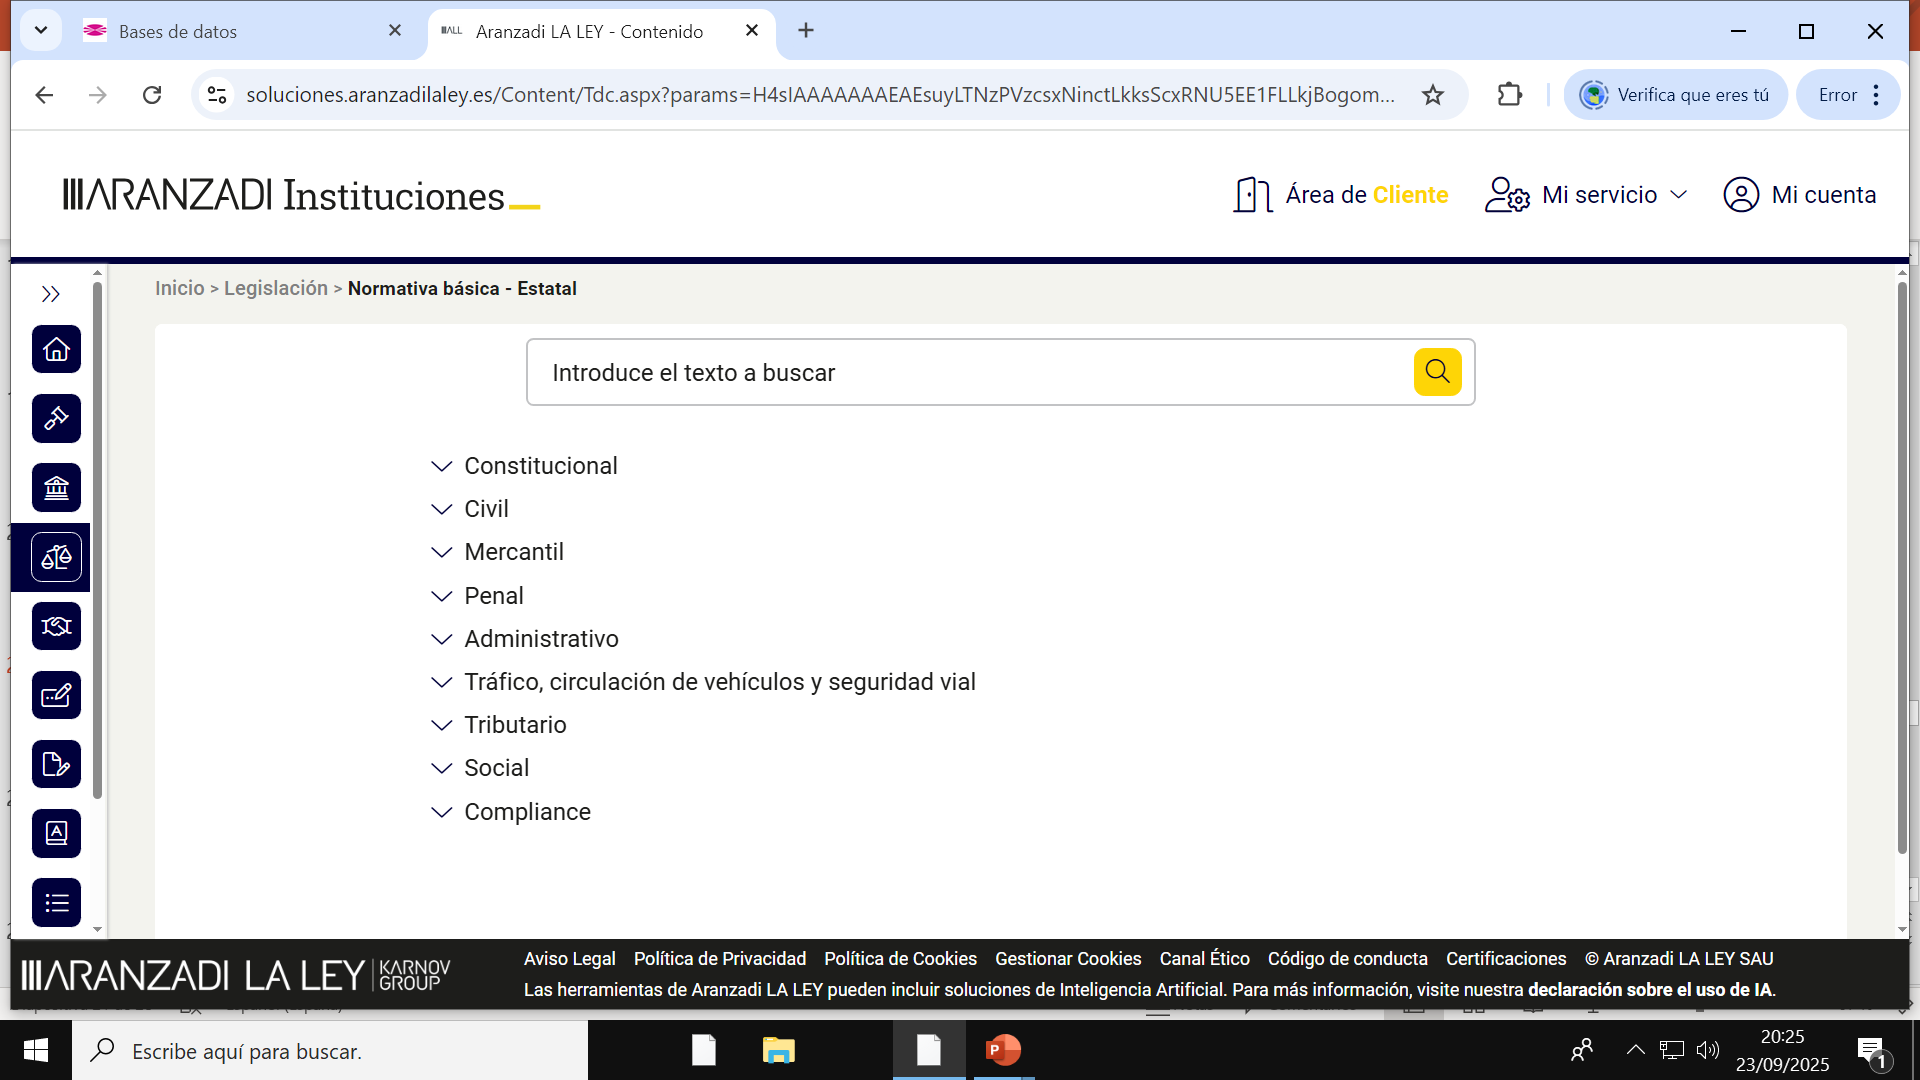 Bases de datos
ALL Aranzadi LA LEY - Contenido
soluciones.aranzadilaley.es/Content/Tdc.aspx?params=H4sIAAAAAAAEAEsuyLTNzPVzcsxNinctLkksScxRNU5EE1FLLkjBogom...
Verifica que eres tú
Error
ARANZADI Instituciones
Área de Cliente
Mi servicio
Mi cuenta
Inicio > Legislación > Normativa básica - Estatal
Introduce el texto a buscar
Constitucional
Civil
Mercantil
Penal
Administrativo
Tráfico, circulación de vehículos y seguridad vial
Tributario
Social
Compliance
ARANZADI LA LEY KARNOV GROUP
Aviso Legal Política de Privacidad Política de Cookies Gestionar Cookies Canal Ético Código de conducta Certificaciones © Aranzadi LA LEY SAU
Las herramientas de Aranzadi LA LEY pueden incluir soluciones de Inteligencia Artificial. Para más información, visite nuestra declaración sobre el uso de IA.
Escribe aquí para buscar.
20:25
23/09/2025
1